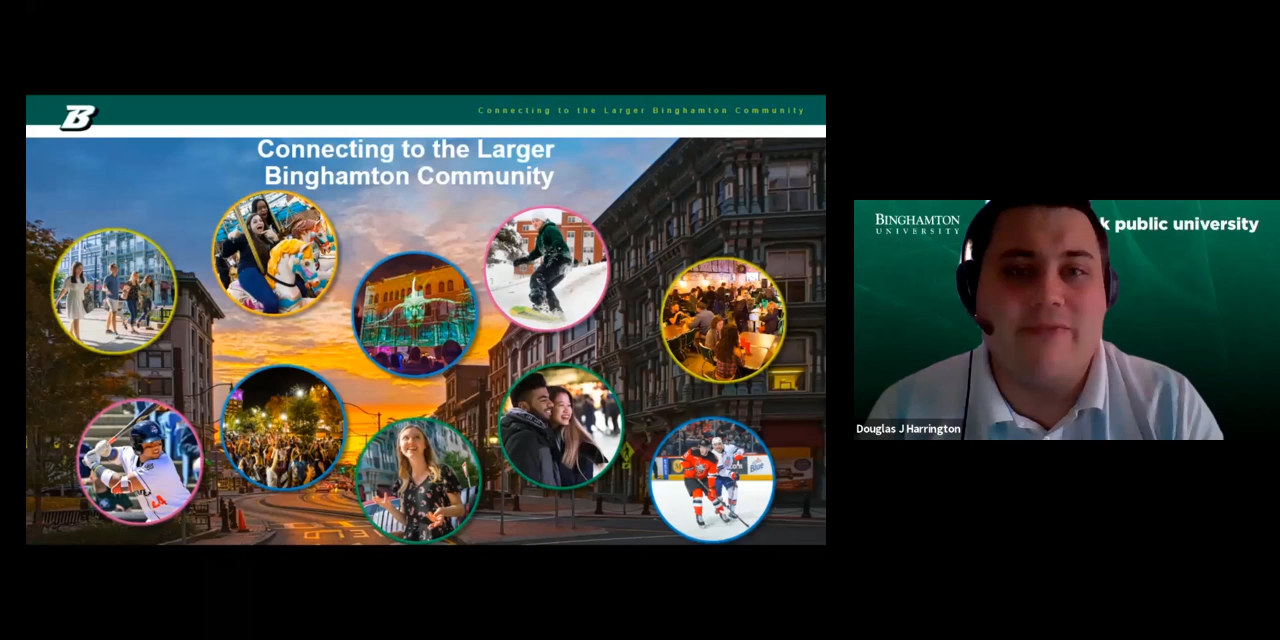 B
Connecting to the Larger Binghamton Community
Connecting to the Larger
Binghamton Community
BINGHAMTON
UNIVERSITY
k public university
Douglas J Harrington